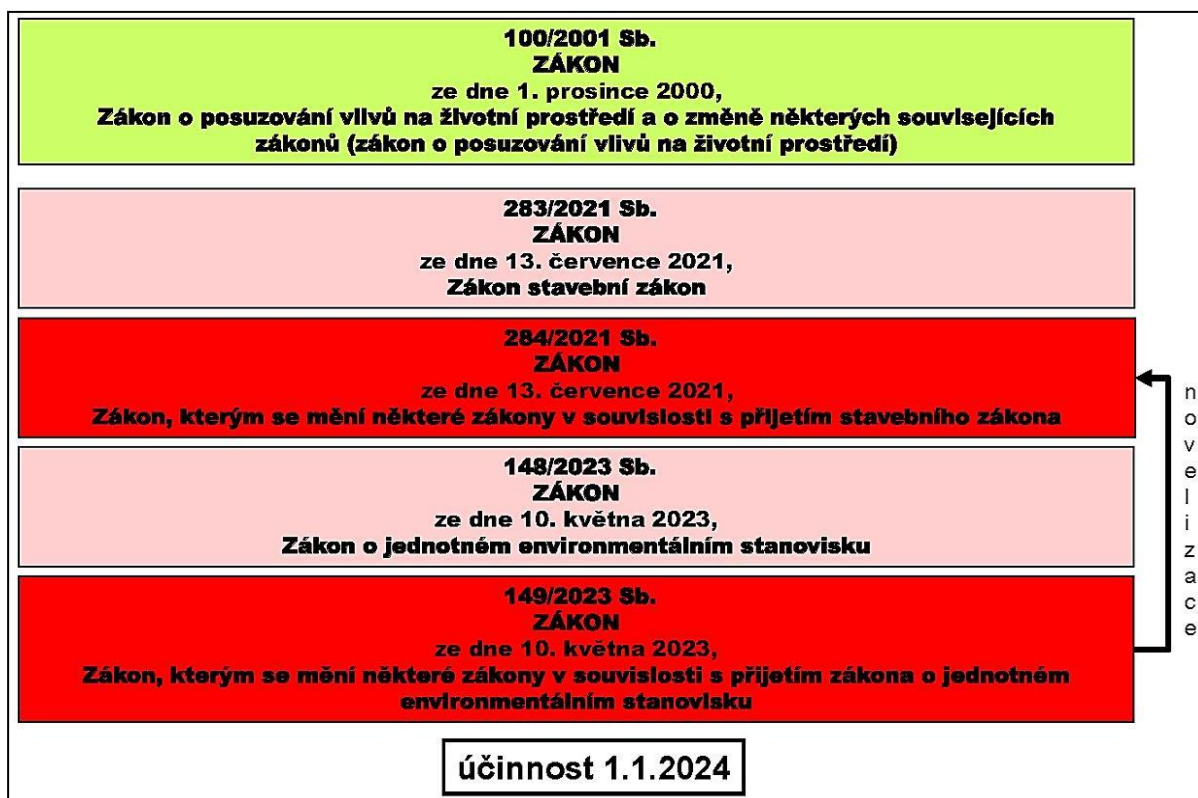 100/2001 Sb.
ZÁKON
ze dne 1. prosince 2000,
Zákon o posuzování vlivů na životní prostředí a o změně některých souvisejících
zákonů (zákon o posuzování vlivů na životní prostředí)
283/2021 Sb.
ZÁKON
ze dne 13. července 2021,
Zákon stavební zákon
284/2021 Sb.
ZÁKON
ze dne 13. července 2021,
Zákon, kterým se mění některé zákony v souvislosti s přijetím stavebního zákona
148/2023 Sb.
ZÁKON
ze dne 10. května 2023,
Zákon o jednotném environmentálním stanovisku
149/2023 Sb.
ZÁKON
ze dne 10. května 2023,
Zákon, kterým se mění některé zákony v souvislosti s přijetím zákona o jednotném
environmentálním stanovisku
novelizace
účinnost 1.1.2024